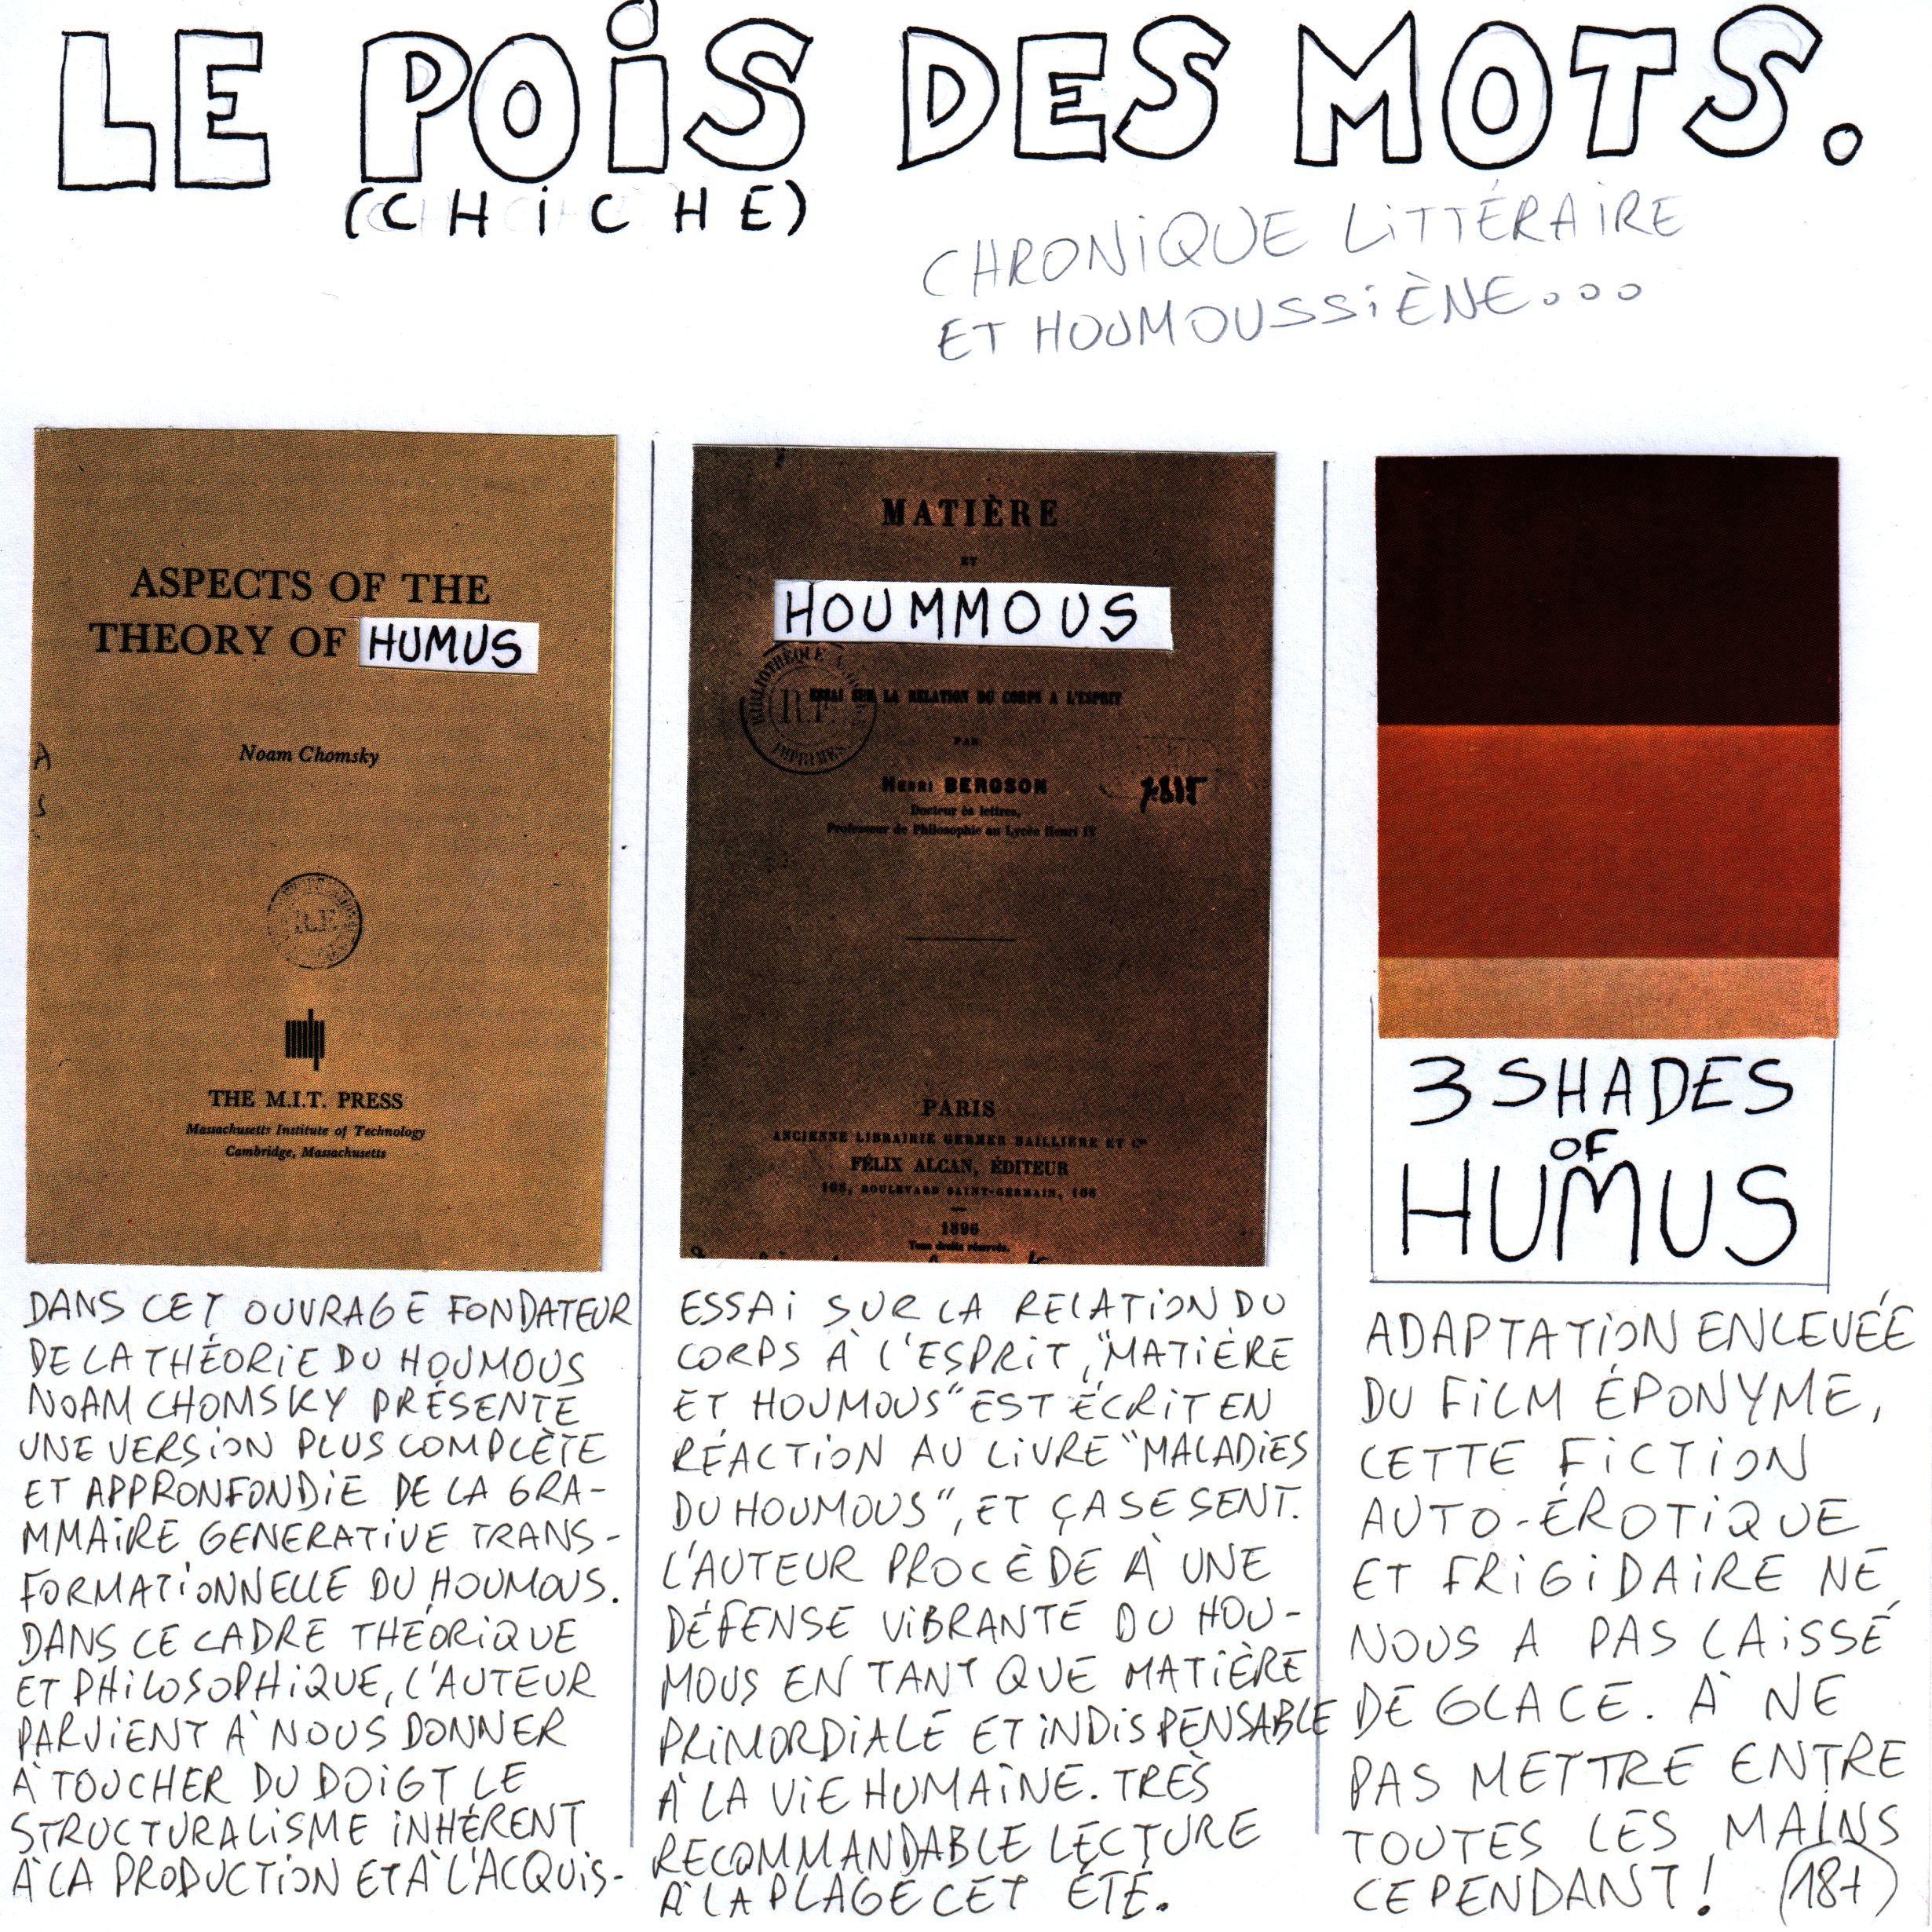 LE POiS DES MOTS.
(CHiCHE)
CHRONiQUE LiTTÉRAiRE
ET HOUMOUSSiÈNE...
ASPECTS OF THE
THEORY OF HUMUS
Noam Chomsky
R.F.
THE M.I.T. PRESS
Massachusetts Institute of Technology
Cambridge, Massachusetts
DANS CET OUVRAGE FONDATEUR
DE LA THÉORiE DU HOUMOUS
NOAM CHOMSKY PRÉSENTE
UNE VERSiON PLUS COMPLÈTE
ET APPRONFONDiE DE LA GRA-
MMAiRE GENERATiVE TRANS-
FORMATiONNELLE DU HOUMOUS.
DANS CE CADRE THÉORiQUE
ET PHiLOSOPHiQUE, L'AUTEUR
PARViENT À NOUS DONNER
À TOUCHER DU DOiGT LE
STRUCTURALiSME iNHÉRENT
À LA PRODUCTiON ET À L'ACQUiS-
MATIÈRE
ET
HOUMMOUS
ESSAI SUR LA RELATION DU CORPS A L'ESPRIT
BIBLIOTHÈQUE
R.F.
IMPRIMÉS
PAR
HENRI BERGSON
Docteur ès lettres,
Professeur de Philosophie au Lycée Henri IV
PARIS
ANCIENNE LIBRAIRIE GERMER BAILLIÈRE ET Cie
FÉLIX ALCAN, ÉDITEUR
108, BOULEVARD SAINT-GERMAIN, 108
1896
Tous droits réservés.
ESSAi SUR LA RELATiON DU
CORPS À L'ESPRiT, "MATiÈRE
ET HOUMOUS" EST ÉCRiT EN
RÉACTiON AU LiVRE "MALADiES
DU HOUMOUS", ET ÇA SE SENT.
L'AUTEUR PROCÈDE À UNE
DÉFENSE ViBRANTE DU HOU-
MOUS EN TANT QUE MATiÈRE
PRiMORDiALE ET iNDiSPENSABLE
À LA ViE HUMAiNE. TRÈS
RECOMMANDABLE LECTURE
À LA PLAGE CET ÉTÉ.
3 SHADES
OF
HUMUS
ADAPTATiON ENLEVÉE
DU FiLM ÉPONYME,
CETTE FiCTiON
AUTO-ÉROTiQUE
ET FRiGiDAiRE NE
NOUS A PAS LAiSSÉ
DE GLACE. À NE
PAS METTRE ENTRE
TOUTES LES MAiNS
CEPENDANT! (18+)